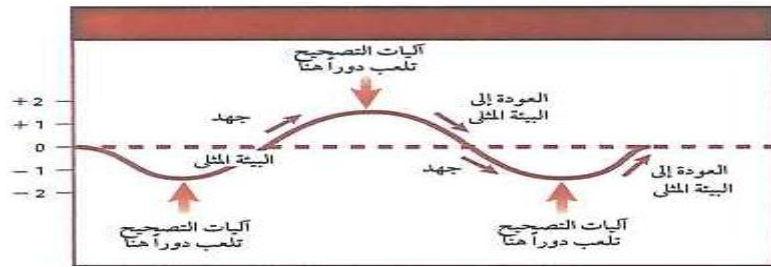 آليات التصحيح
تلعب دوراً هنا
العودة إلى
البيئة المثلى
جهد
+ 2
+ 1
0
– 1
– 2
البيئة المثلى
جهد
العودة إلى
البيئة المثلى
آليات التصحيح
تلعب دوراً هنا
آليات التصحيح
تلعب دوراً هنا